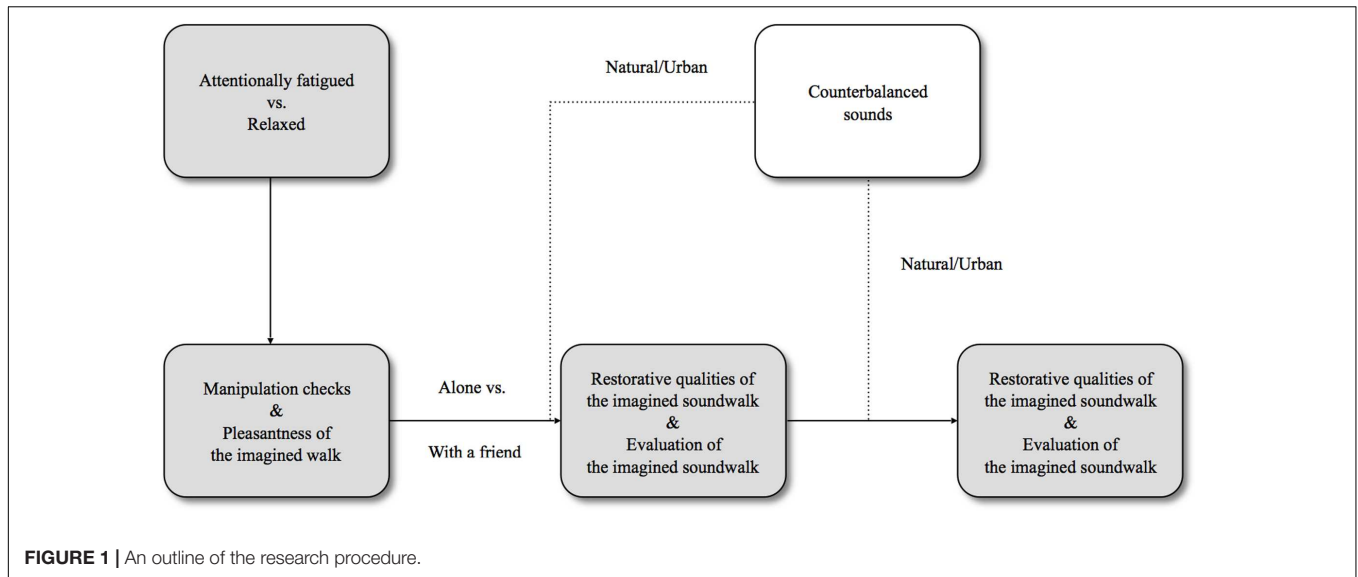 Attentionally fatigued
vs.
Relaxed
Natural/Urban
Counterbalanced
sounds
Natural/Urban
Manipulation checks
&
Pleasantness of
the imagined walk
Alone vs.
With a friend
Restorative qualities of
the imagined soundwalk
&
Evaluation of
the imagined soundwalk
Restorative qualities of
the imagined soundwalk
&
Evaluation of
the imagined soundwalk
FIGURE 1 | An outline of the research procedure.